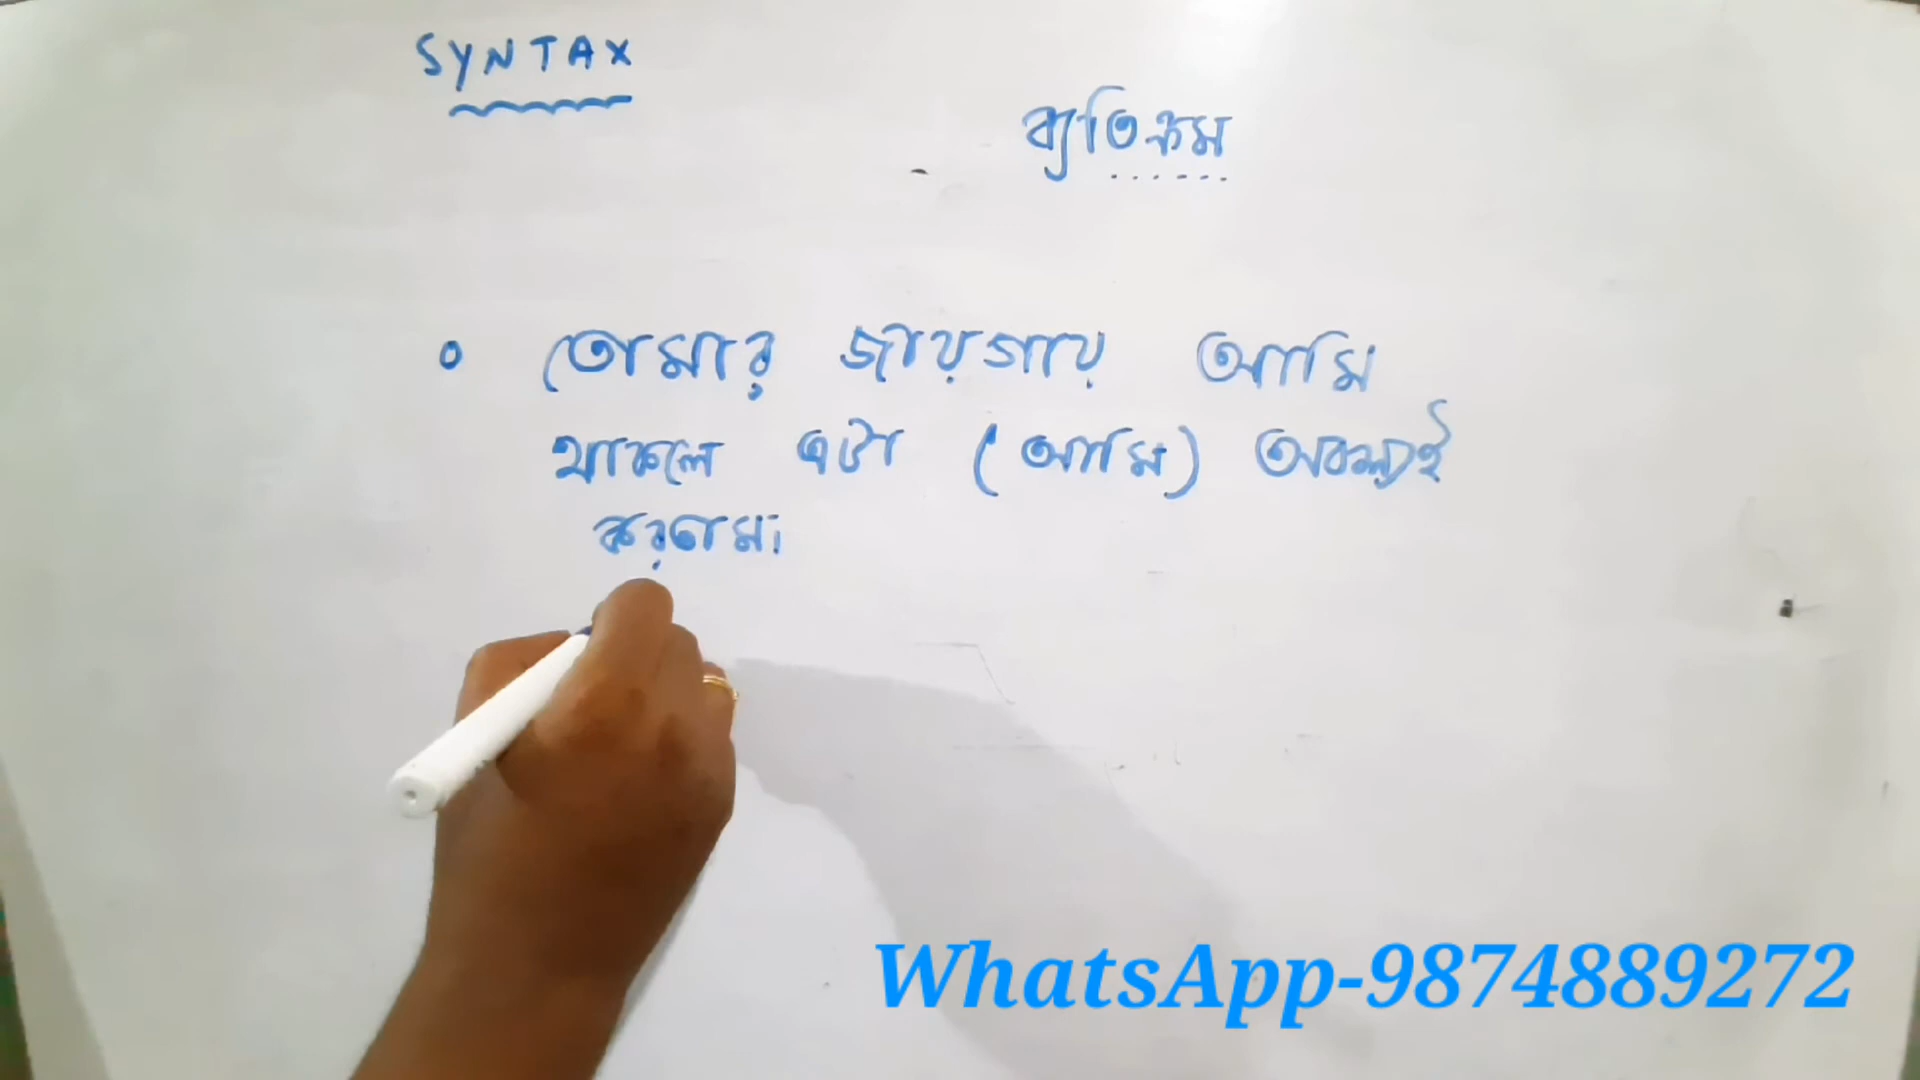 SYNTAX
ব্যতিক্রম
তোমার জায়গায় আমি
থাকলে এটা (আমি) অবশ্যই
করতাম।
WhatsApp-9874889272